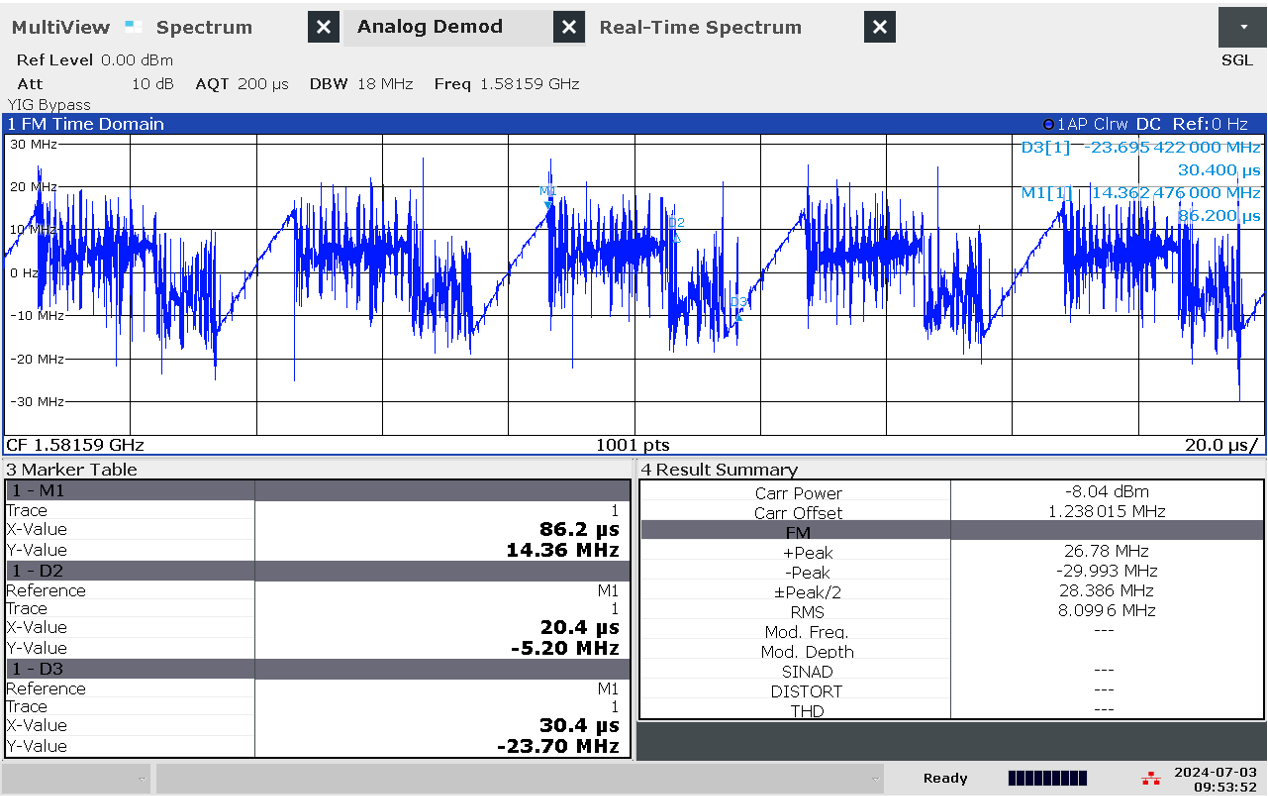 MultiView Spectrum Analog Demod Real-Time Spectrum
Ref Level 0.00 dBm SGL
Att 10 dB AQT 200 µs DBW 18 MHz Freq 1.58159 GHz
YIG Bypass
1 FM Time Domain 1AP Clrw DC Ref:0 Hz
30 MHz
D3[1] -23.695 422 000 MHz
30.400 µs
20 MHz
M1[1] 14.362 476 000 MHz
86.200 µs
M1
D2
10 MHz
0 Hz
D3
-10 MHz
-20 MHz
-30 MHz
CF 1.58159 GHz 1001 pts 20.0 µs/
3 Marker Table
1 - M1
Trace 1
X-Value 86.2 µs
Y-Value 14.36 MHz
1 - D2
Reference M1
Trace 1
X-Value 20.4 µs
Y-Value -5.20 MHz
1 - D3
Reference M1
Trace 1
X-Value 30.4 µs
Y-Value -23.70 MHz
4 Result Summary
Carr Power -8.04 dBm
Carr Offset 1.238015 MHz
FM
+Peak 26.78 MHz
-Peak -29.993 MHz
±Peak/2 28.386 MHz
RMS 8.0996 MHz
Mod. Freq. ---
Mod. Depth
SINAD ---
DISTORT ---
THD ---
Ready 2024-07-03
09:53:52